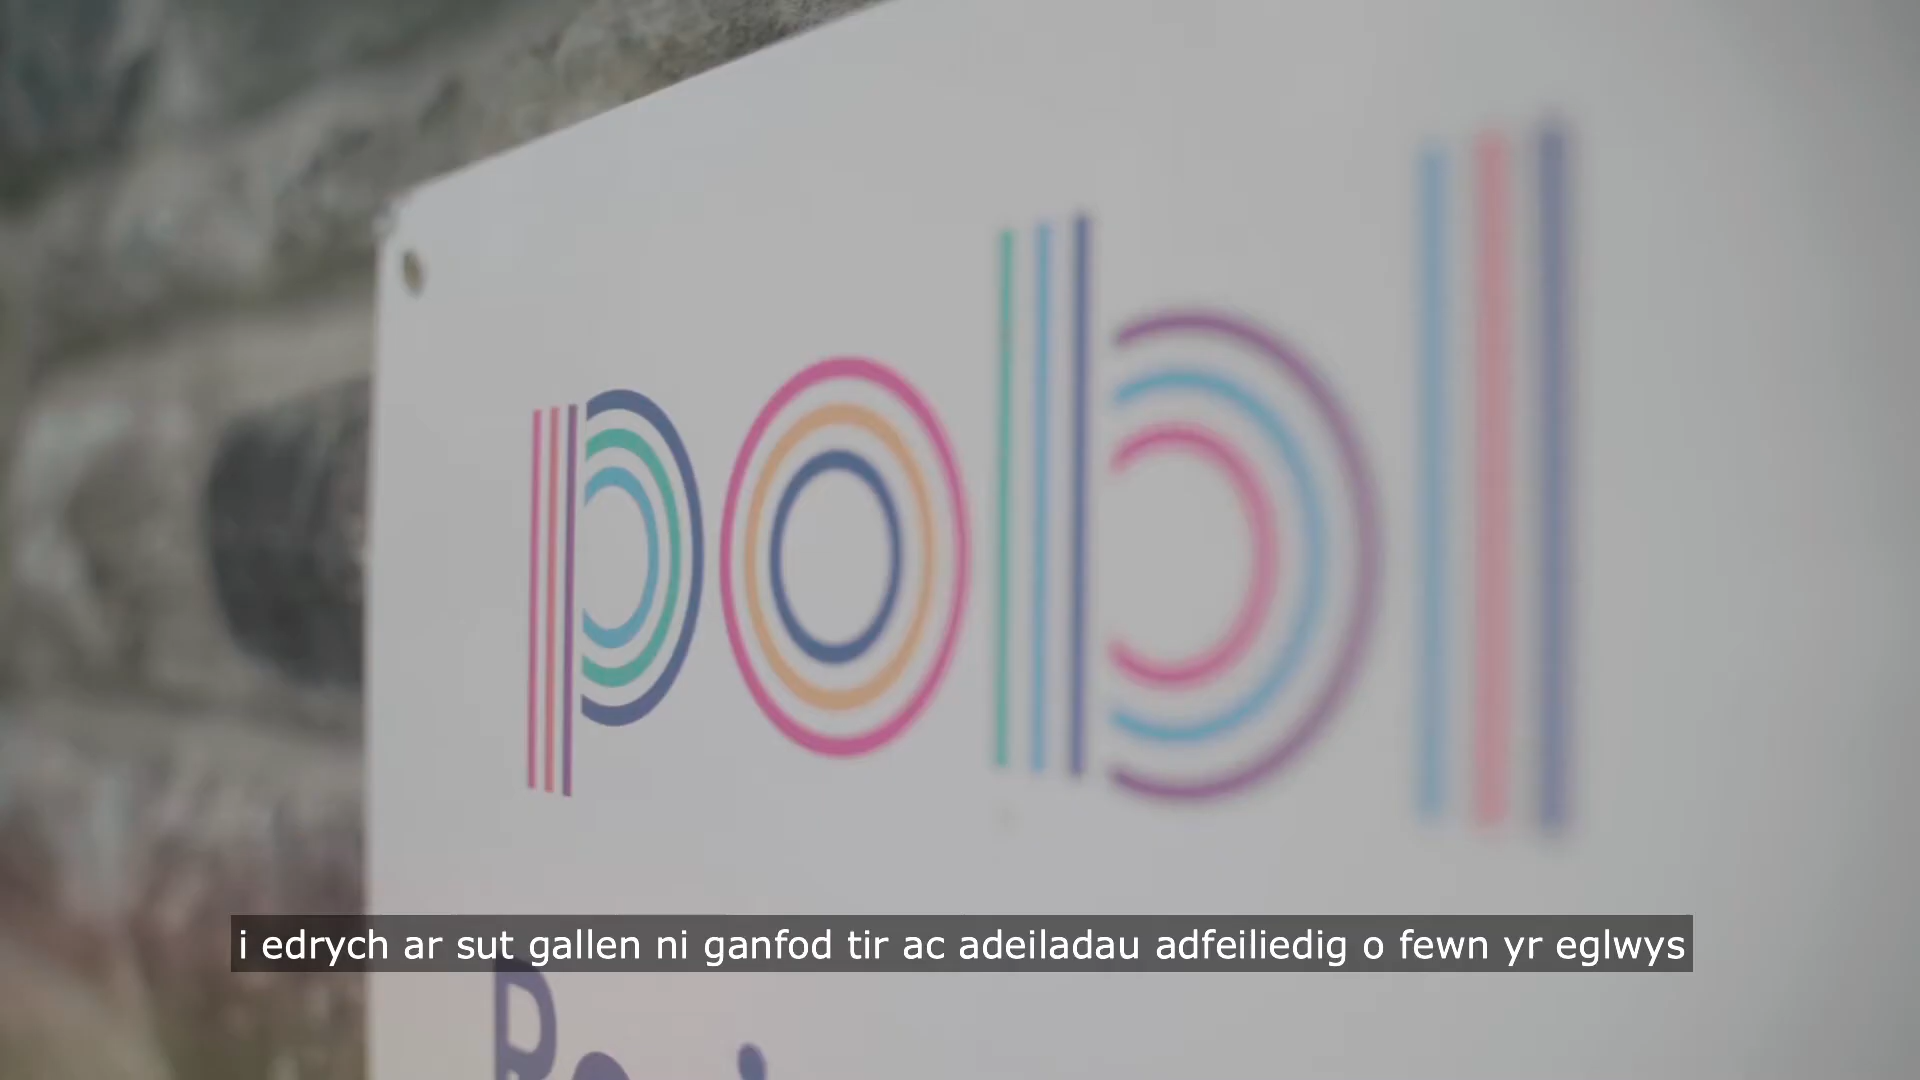 pobl
i edrych ar sut gallen ni ganfod tir ac adeiladau adfeiliedig o fewn yr eglwys